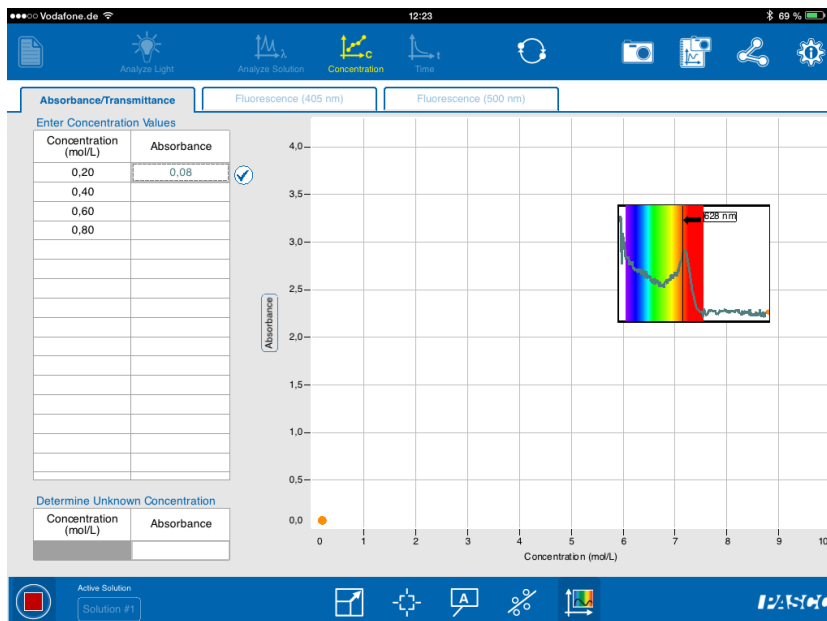 Vodafone.de 12:23 69 %
Analyze Light Analyze Solution Concentration Time
λ c t
Absorbance/Transmittance Fluorescence (405 nm) Fluorescence (500 nm)
Enter Concentration Values
Concentration
(mol/L)
Absorbance
0,20 0,08
0,40
0,60
0,80
Determine Unknown Concentration
Concentration
(mol/L)
Absorbance
Absorbance
4,0
3,5
3,0
2,5
2,0
1,5
1,0
0,5
0,0
628 nm
0 1 2 3 4 5 6 7 8 9 10
Concentration (mol/L)
Active Solution
Solution #1
A
PASCO